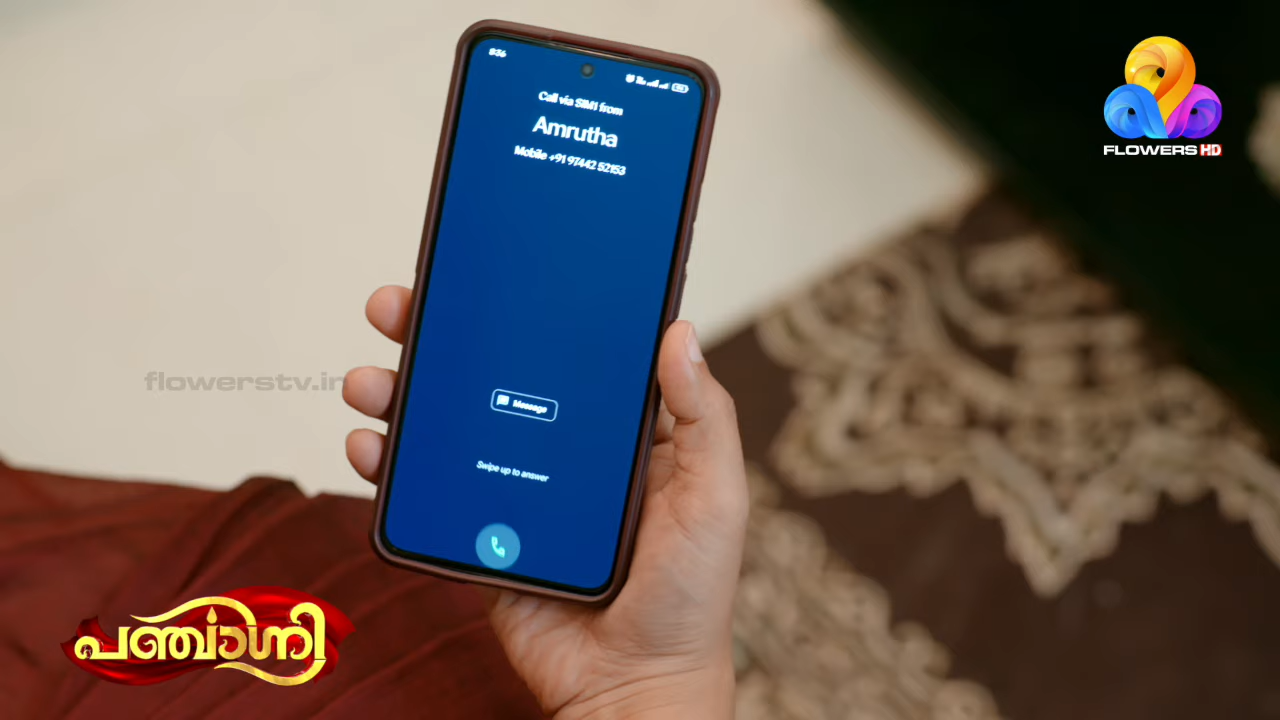 836
Call via SIM1 from
Amrutha
Mobile +91 97442 52153
FLOWERS HD
flowerstv.in
Message
Swipe up to answer
പഞ്ചാഗ്നി